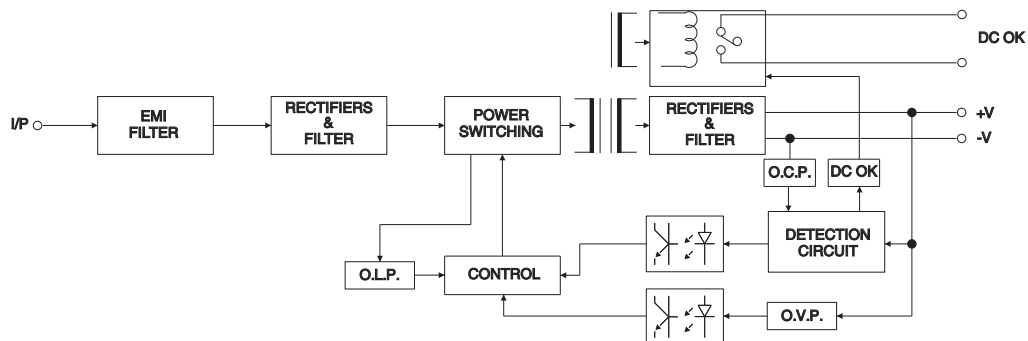 DC OK
I/P
EMI
FILTER
RECTIFIERS
&
FILTER
POWER
SWITCHING
RECTIFIERS
&
FILTER
+V
-V
O.C.P.
DC OK
DETECTION
CIRCUIT
O.L.P.
CONTROL
O.V.P.